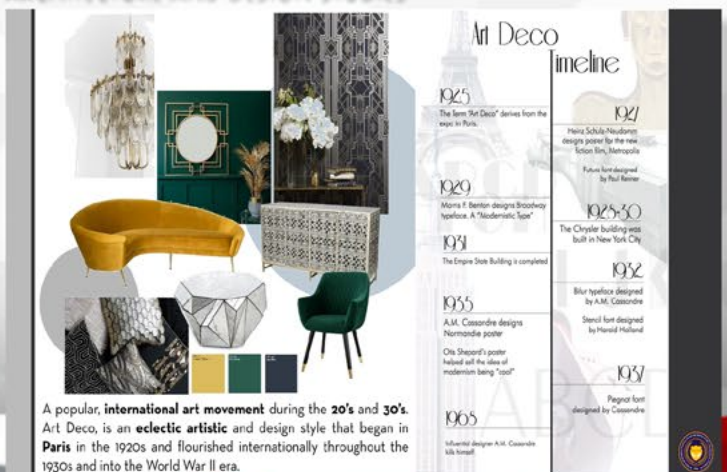 Art Deco
Timeline
1925
The Term "Art Deco" derives from the
expo in Paris.
1929
Morris F. Benton designs Broadway
typeface. A "Modernistic Type"
1931
The Empire State Building is completed
1935
A.M. Cassandre designs
Normandie poster
Otis Shepard's poster
helped sell the idea of
modernism being "cool"
1965
Influential designer A.M. Cassandre
kills himself
1927
Heinz Schulz-Neudamm
designs poster for the new
fiction film, Metropolis
Futura font designed
by Paul Renner
1928-30
The Chrysler building was
built in New York City
1932
Bifur typeface designed
by A.M. Cassandre
Stencil font designed
by Harold Holland
1937
Piegnot font
designed by Cassandre
A popular, international art movement during the 20's and 30's.
Art Deco, is an eclectic artistic and design style that began in
Paris in the 1920s and flourished internationally throughout the
1930s and into the World War II era.